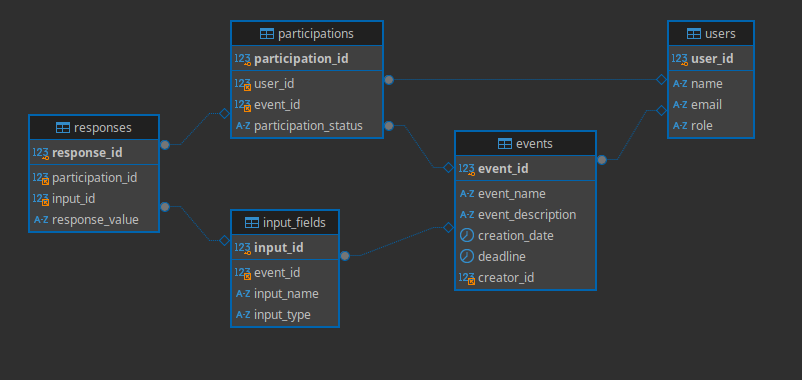 participations
123 participation_id
123 user_id
123 event_id
A-Z participation_status
users
123 user_id
A-Z name
A-Z email
A-Z role
responses
123 response_id
123 participation_id
123 input_id
A-Z response_value
events
123 event_id
A-Z event_name
A-Z event_description
creation_date
deadline
123 creator_id
input_fields
123 input_id
123 event_id
A-Z input_name
A-Z input_type